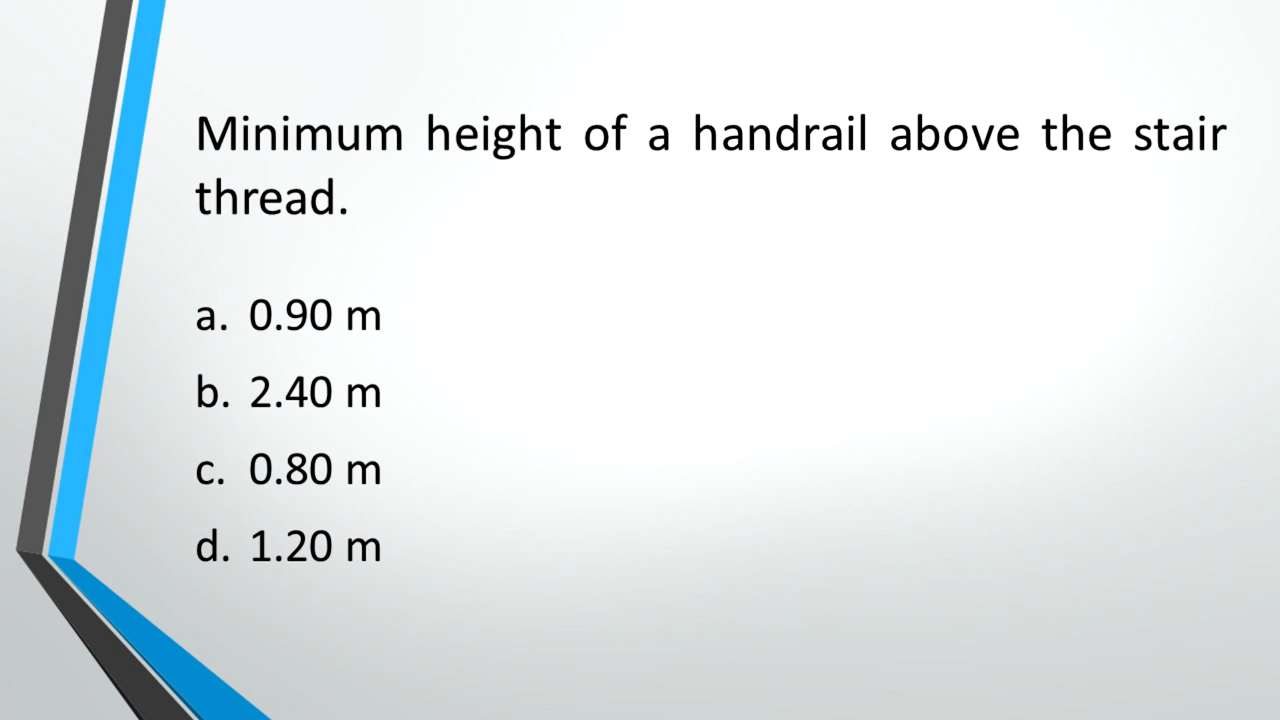 Minimum height of a handrail above the stair
thread.
a. 0.90 m
b. 2.40 m
c. 0.80 m
d. 1.20 m